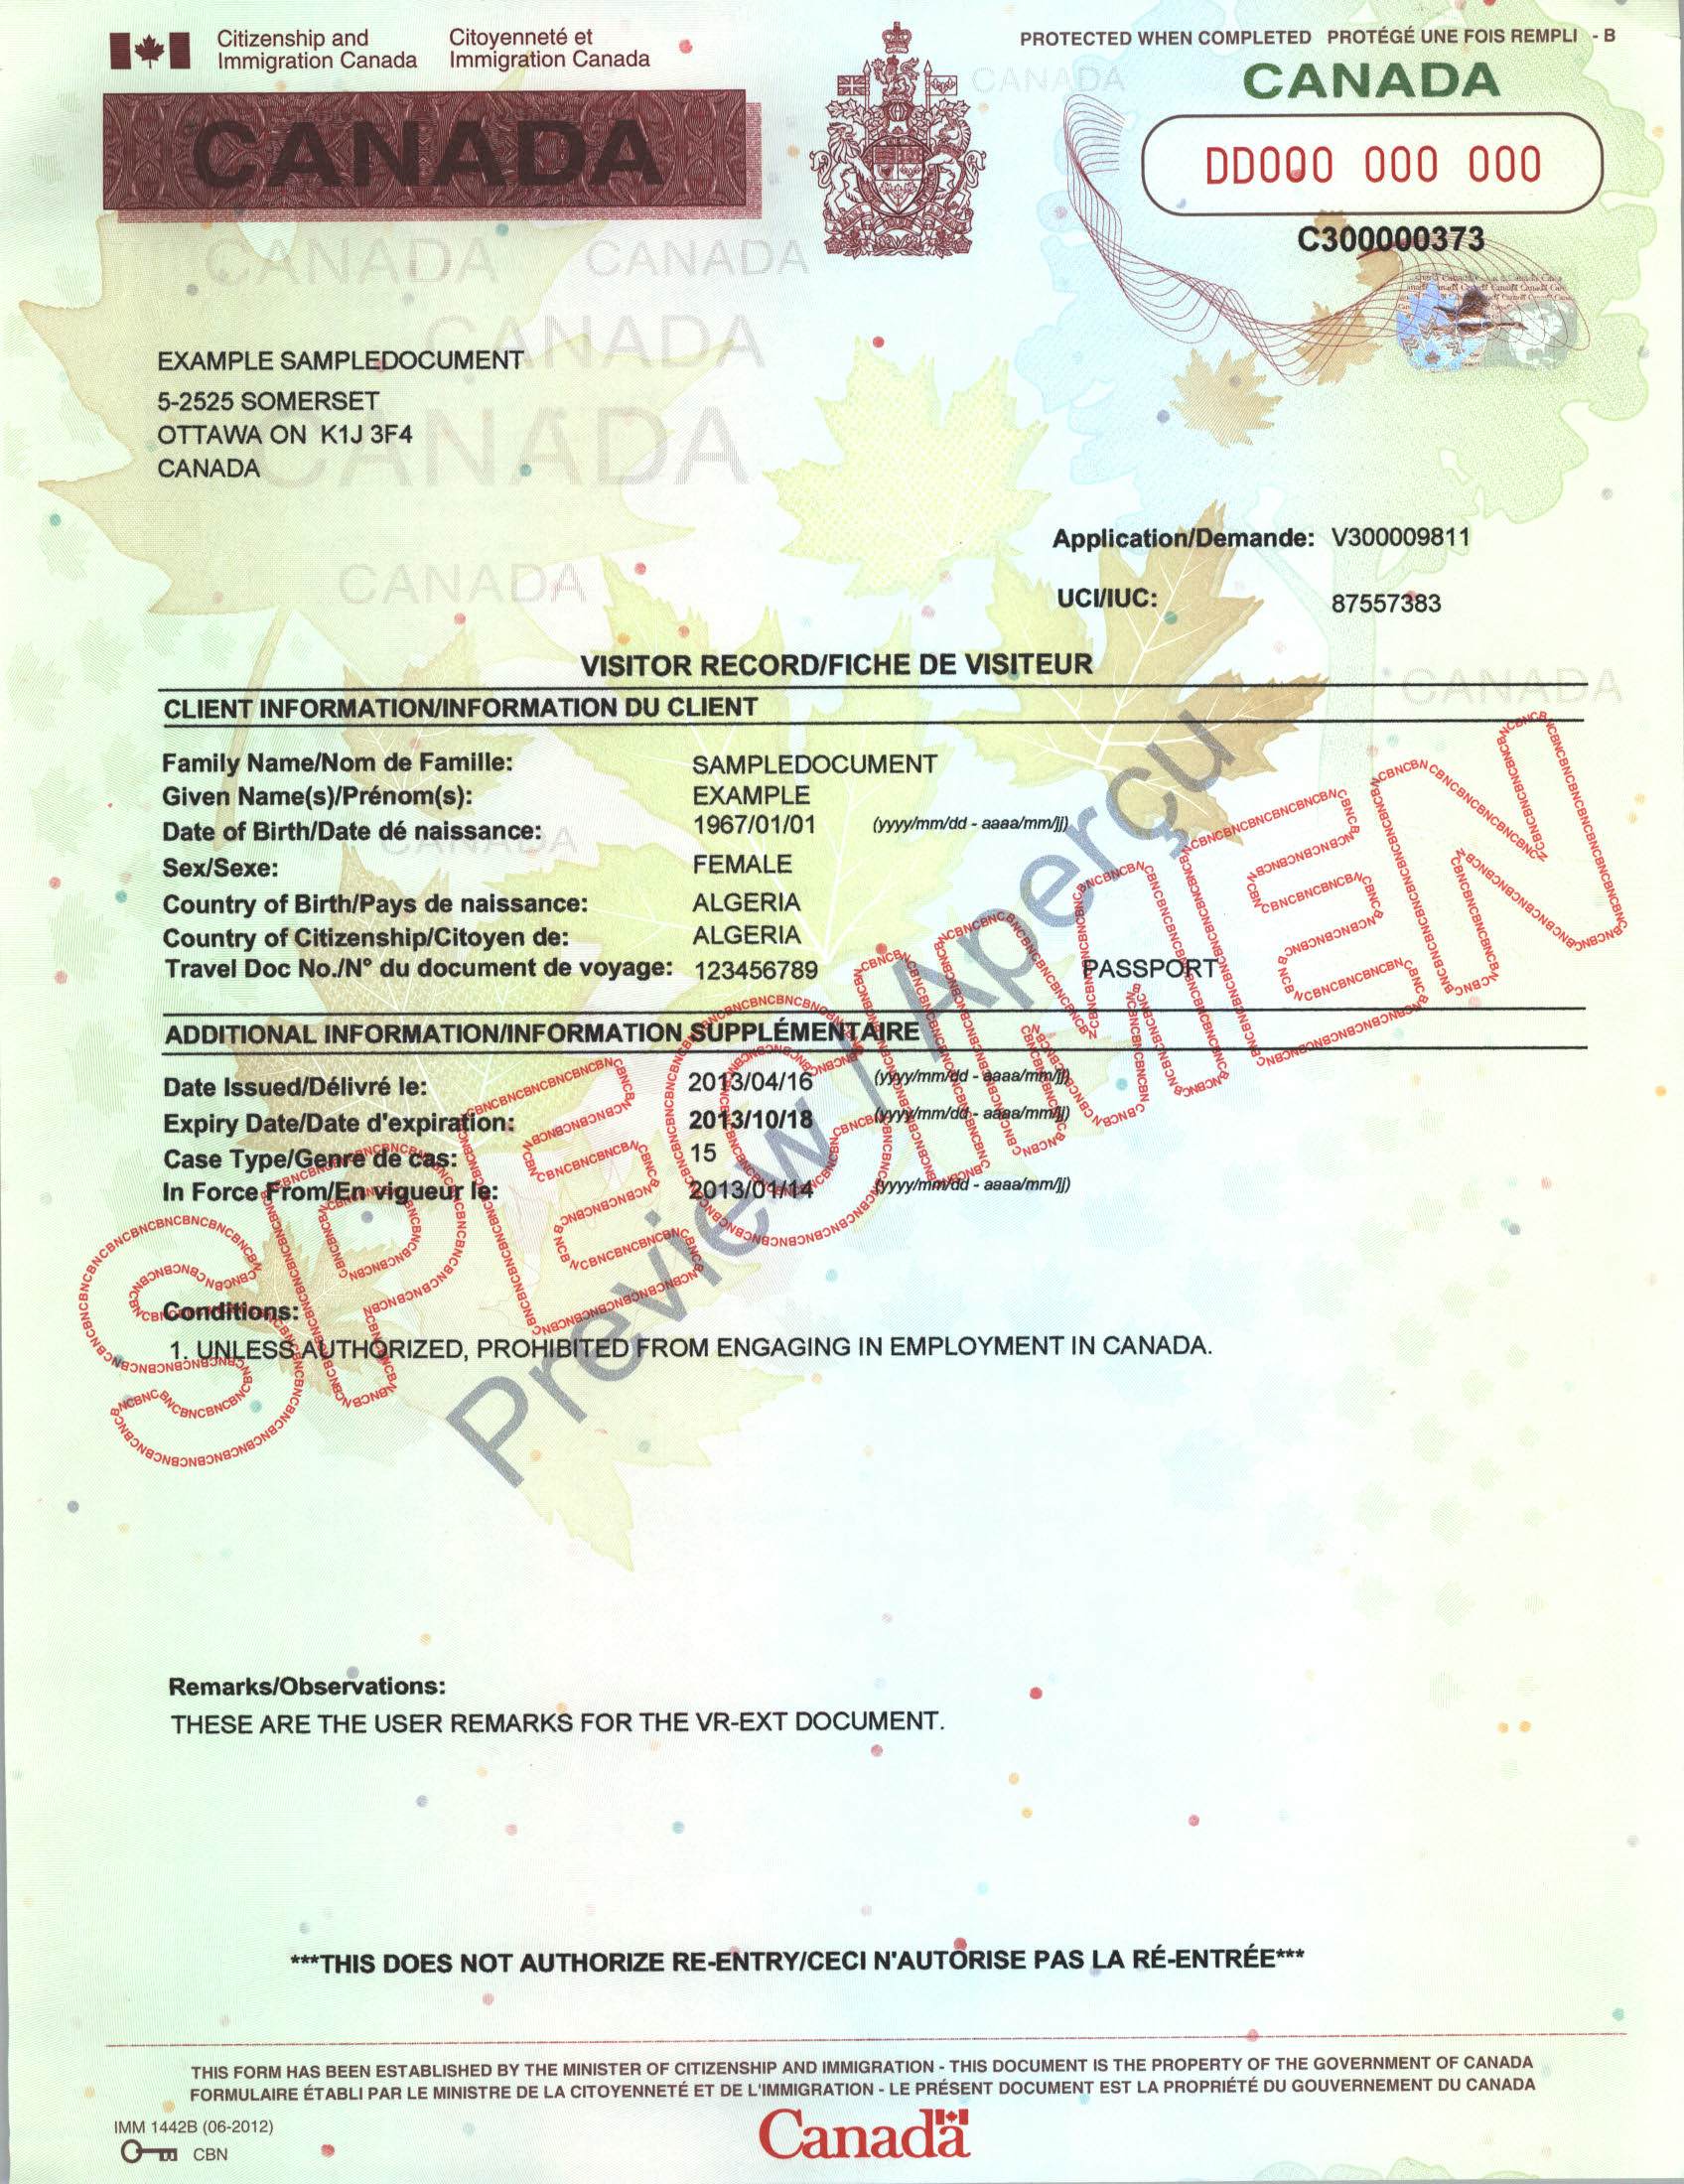 Citizenship and Immigration Canada
Citoyenneté et Immigration Canada
PROTECTED WHEN COMPLETED PROTÉGÉ UNE FOIS REMPLI - B
CANADA
CANADA
DD000 000 000
C300000373
EXAMPLE SAMPLEDOCUMENT
5-2525 SOMERSET
OTTAWA ON K1J 3F4
CANADA
Application/Demande: V300009811
UCI/IUC: 87557383
VISITOR RECORD/FICHE DE VISITEUR
CLIENT INFORMATION/INFORMATION DU CLIENT
Family Name/Nom de Famille: SAMPLEDOCUMENT
Given Name(s)/Prénom(s): EXAMPLE
Date of Birth/Date dé naissance: 1967/01/01 (yyyy/mm/dd - aaaa/mm/jj)
Sex/Sexe: FEMALE
Country of Birth/Pays de naissance: ALGERIA
Country of Citizenship/Citoyen de: ALGERIA
Travel Doc No./N° du document de voyage: 123456789 PASSPORT
ADDITIONAL INFORMATION/INFORMATION SUPPLÉMENTAIRE
Date Issued/Délivré le: 2013/04/16 (yyyy/mm/dd - aaaa/mm/jj)
Expiry Date/Date d'expiration: 2013/10/18 (yyyy/mm/dd - aaaa/mm/jj)
Case Type/Genre de cas: 15
In Force From/En vigueur le: 2013/01/14 (yyyy/mm/dd - aaaa/mm/jj)
SPECIMEN
Preview / Aperçu
Conditions:
1. UNLESS AUTHORIZED, PROHIBITED FROM ENGAGING IN EMPLOYMENT IN CANADA.
Remarks/Observations:
THESE ARE THE USER REMARKS FOR THE VR-EXT DOCUMENT.
***THIS DOES NOT AUTHORIZE RE-ENTRY/CECI N'AUTORISE PAS LA RÉ-ENTRÉE***
THIS FORM HAS BEEN ESTABLISHED BY THE MINISTER OF CITIZENSHIP AND IMMIGRATION - THIS DOCUMENT IS THE PROPERTY OF THE GOVERNMENT OF CANADA
FORMULAIRE ÉTABLI PAR LE MINISTRE DE LA CITOYENNETÉ ET DE L'IMMIGRATION - LE PRÉSENT DOCUMENT EST LA PROPRIÉTÉ DU GOUVERNEMENT DU CANADA
IMM 1442B (06-2012)
CBN
Canada